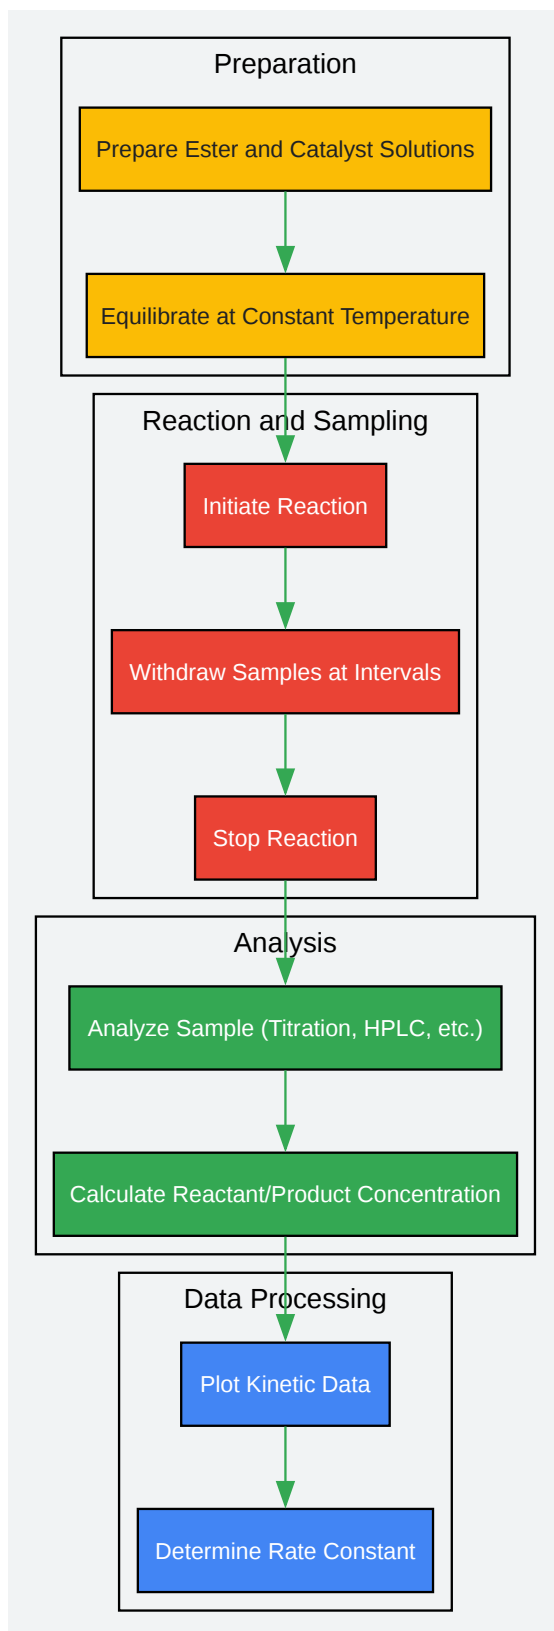 Preparation
Prepare Ester and Catalyst Solutions
Equilibrate at Constant Temperature
Reaction and Sampling
Initiate Reaction
Withdraw Samples at Intervals
Stop Reaction
Analysis
Analyze Sample (Titration, HPLC, etc.)
Calculate Reactant/Product Concentration
Data Processing
Plot Kinetic Data
Determine Rate Constant